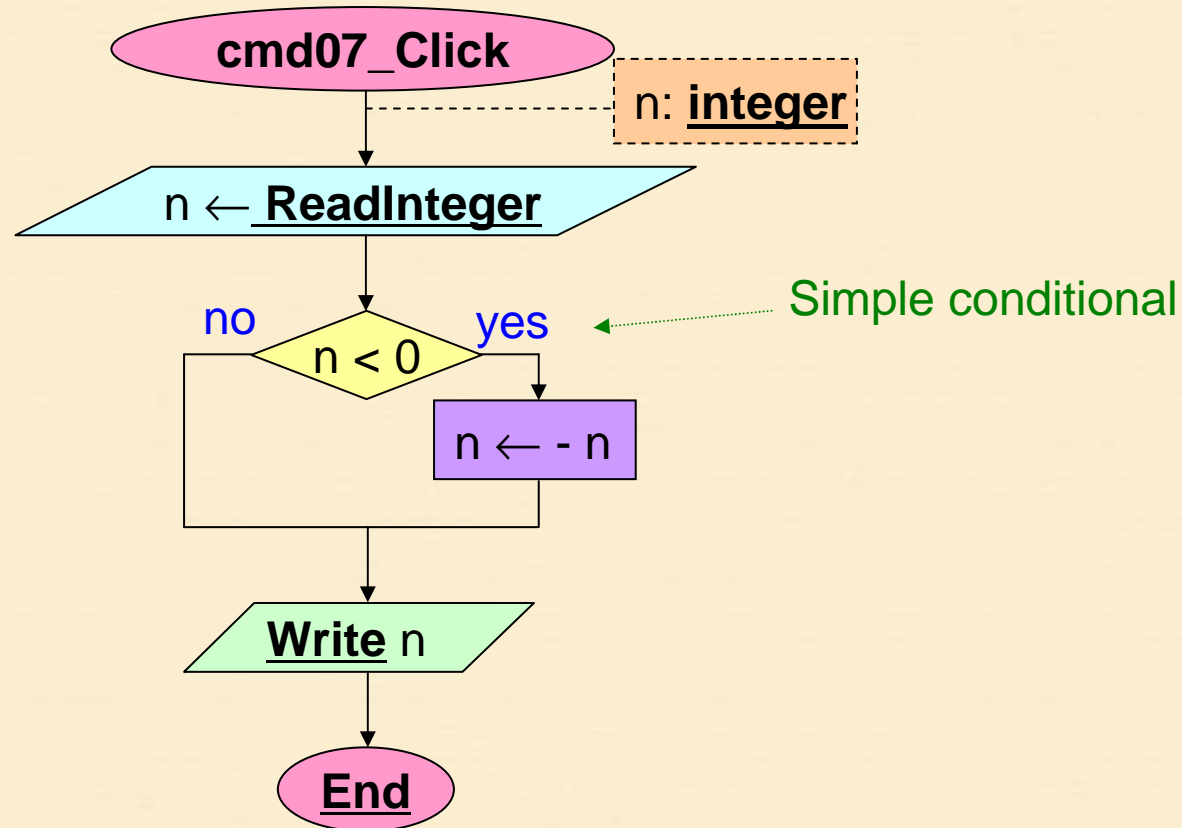 cmd07_Click
n: integer
n ← ReadInteger
Simple conditional
no
yes
n < 0
n ← - n
Write n
End